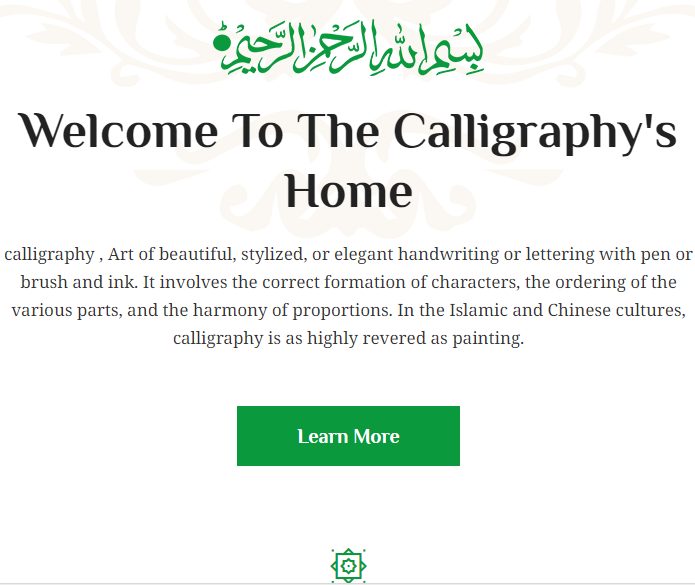 بِسْمِ اللهِ الرَّحْمٰنِ الرَّحِيْمِ
Welcome To The Calligraphy's
Home
calligraphy , Art of beautiful, stylized, or elegant handwriting or lettering with pen or
brush and ink. It involves the correct formation of characters, the ordering of the
various parts, and the harmony of proportions. In the Islamic and Chinese cultures,
calligraphy is as highly revered as painting.
Learn More